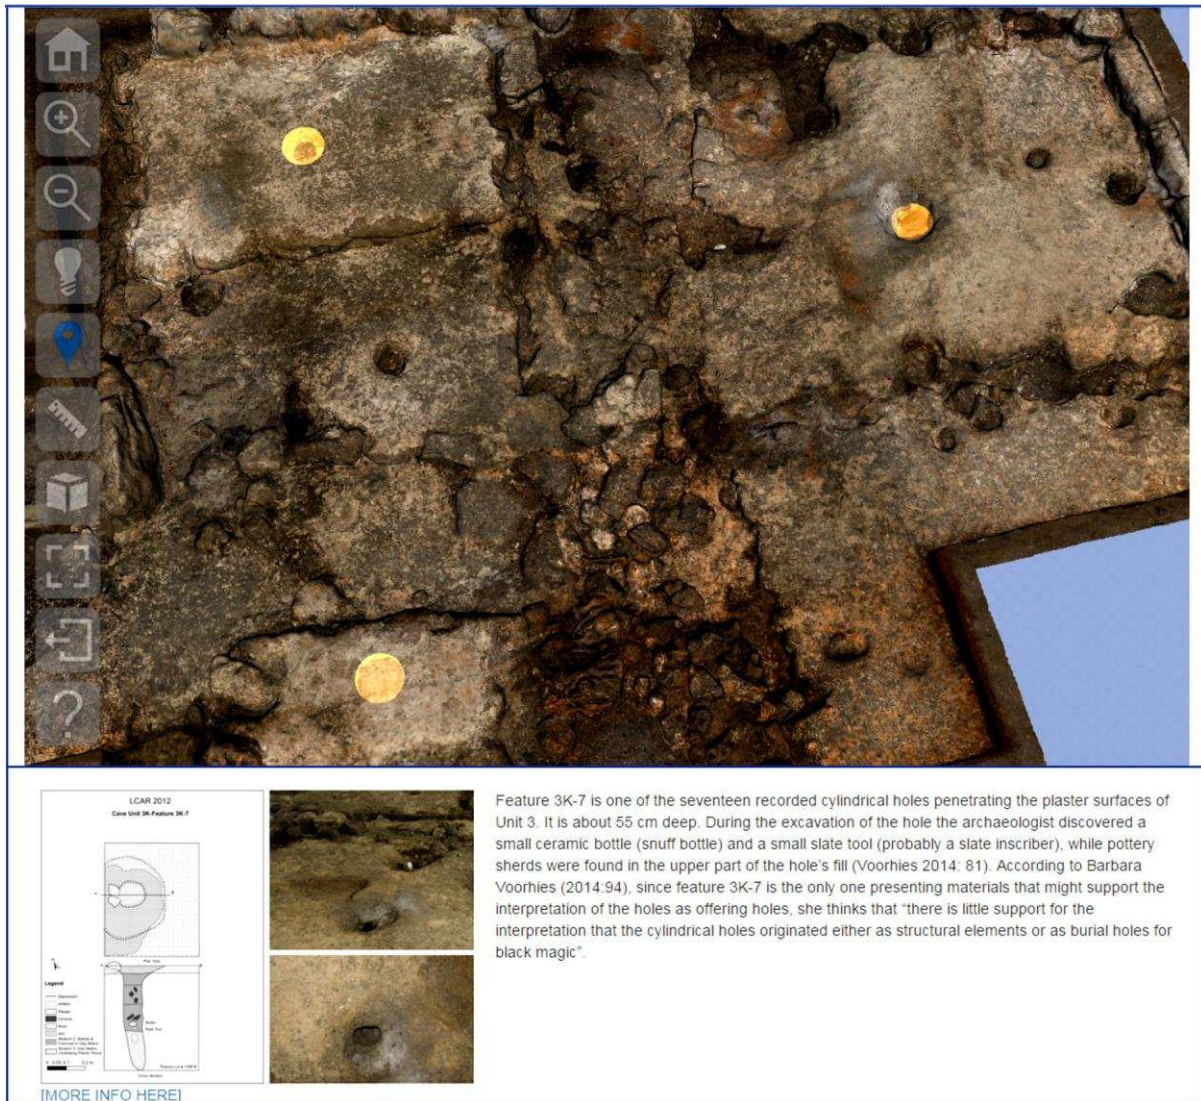 ?
LCAR 2012
Cave Unit 3K-Feature 3K-7
Plan View
Legend
Depression
Plaster
Ceramic
Rock
Feature 3K-7 is one of the seventeen recorded cylindrical holes penetrating the plaster surfaces of
Unit 3. It is about 55 cm deep. During the excavation of the hole the archaeologist discovered a
small ceramic bottle (snuff bottle) and a small slate tool (probably a slate inscriber), while pottery
sherds were found in the upper part of the hole's fill (Voorhies 2014: 81). According to Barbara
Voorhies (2014:94), since feature 3K-7 is the only one presenting materials that might support the
interpretation of the holes as offering holes, she thinks that “there is little support for the
interpretation that the cylindrical holes originated either as structural elements or as burial holes for
black magic”.
[MORE INFO HERE]